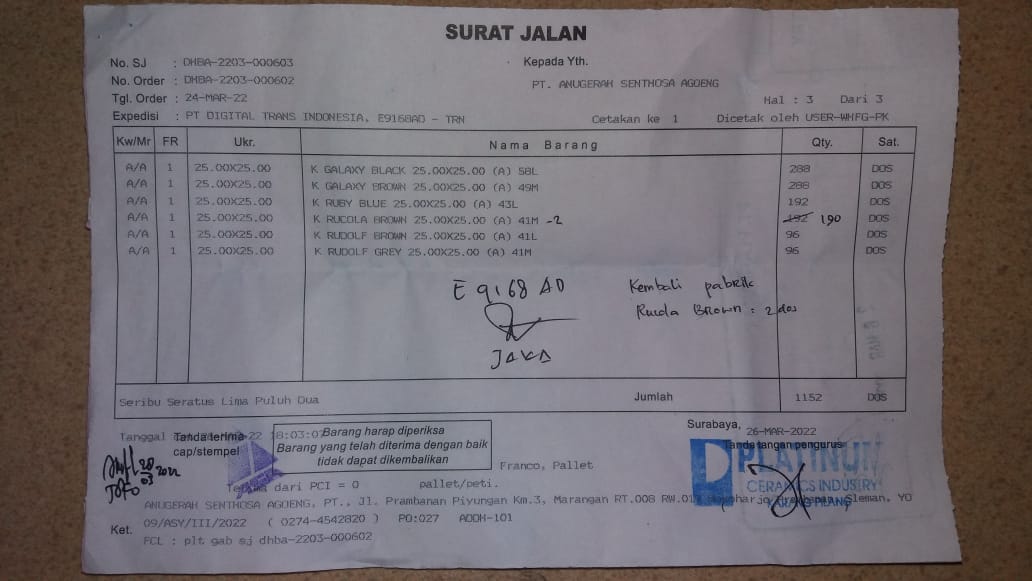 SURAT JALAN
No. SJ : DHBA-2203-000603
Kepada Yth.
No. Order : DHBA-2203-000602
PT. ANUGERAH SENTHOSA AGOENG
Tgl. Order : 24-MAR-22
Hal : 3 Dari 3
Expedisi : PT DIGITAL TRANS INDONESIA, E9168AD - TRN
Cetakan ke 1 Dicetak oleh USER-WHFG-PK
Kw/Mr FR Ukr. Nama Barang Qty. Sat.
A/A 1 25.00X25.00 K GALAXY BLACK 25.00X25.00 (A) 58L 288 DOS
A/A 1 25.00X25.00 K GALAXY BROWN 25.00X25.00 (A) 49M 288 DOS
A/A 1 25.00X25.00 K RUBY BLUE 25.00X25.00 (A) 43L 192 DOS
A/A 1 25.00X25.00 K RUCOLA BROWN 25.00X25.00 (A) 41M -2 192 190 DOS
A/A 1 25.00X25.00 K RUDOLF BROWN 25.00X25.00 (A) 41L 96 DOS
A/A 1 25.00X25.00 K RUDOLF GREY 25.00X25.00 (A) 41M 96 DOS
E 9168 AD
Kembali pabrik
Brown : 2 dos
JAKA
Seribu Seratus Lima Puluh Dua Jumlah 1152 DOS
Surabaya, 26-MAR-2022
Tanggal 22 18:03:07
Tanda terima
cap/stempel
Barang harap diperiksa
Barang yang telah diterima dengan baik
tidak dapat dikembalikan
Tanda tangan pengurus
PLATINUM
CERAMICS INDUSTRY
KARANG PILANG
28/03 2022
Franco, Pallet
dari PCI = 0 pallet/peti.
ANUGERAH SENTHOSA AGOENG, PT., Jl. Prambanan Piyungan Km.3, Marangan RT.008 Sleman, YO
Ket. 09/ASY/III/2022 ( 0274-4542820 ) PO:027 ADDH-101
FCL : plt gab sj dhba-2203-000602